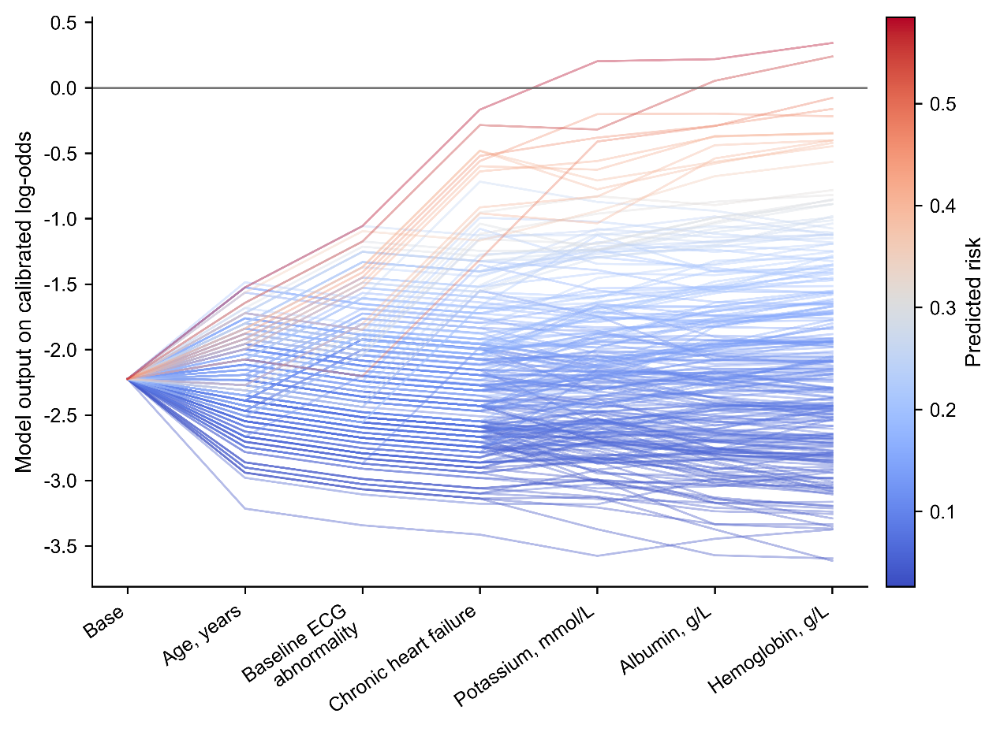 0.5
0.0
-0.5
-1.0
-1.5
-2.0
-2.5
-3.0
-3.5
Model output on calibrated log-odds
Base
Age, years
Baseline ECG
abnormality
Chronic heart failure
Potassium, mmol/L
Albumin, g/L
Hemoglobin, g/L
0.5
0.4
0.3
0.2
0.1
Predicted risk